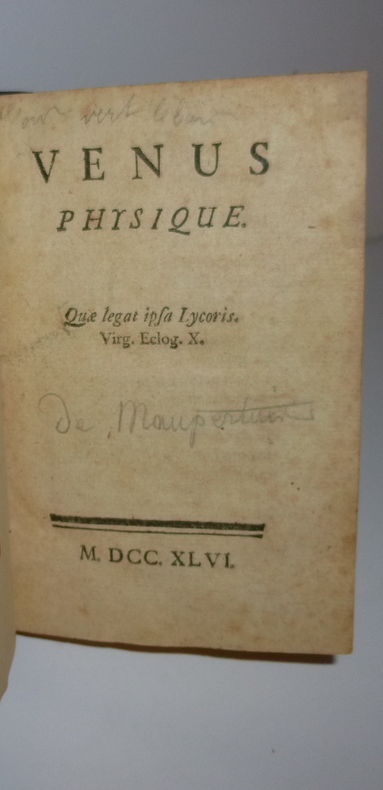 VENUS
PHYSIQUE.
Quæ legat ipſa Lycoris.
Virg. Eclog. X.
De Maupertuis
M. DCC. XLVI.